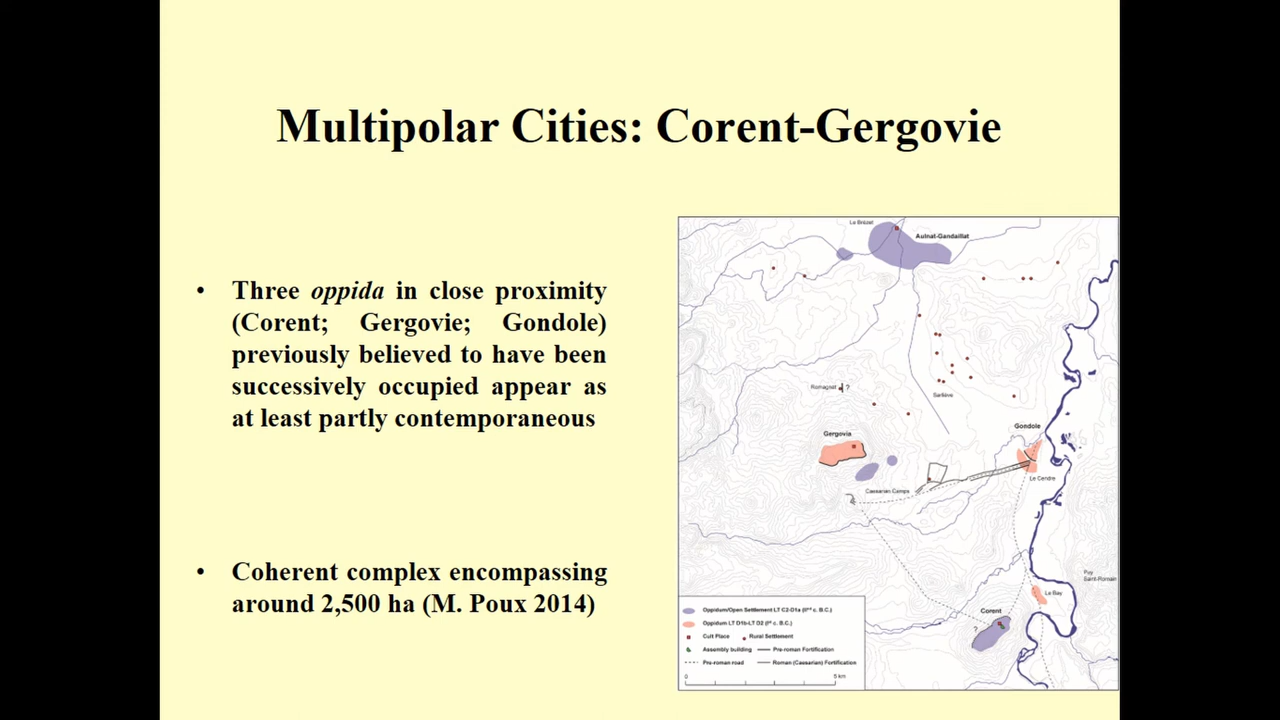 Multipolar Cities: Corent-Gergovie
• Three oppida in close proximity
(Corent; Gergovie; Gondole)
previously believed to have been
successively occupied appear as
at least partly contemporaneous
• Coherent complex encompassing
around 2,500 ha (M. Poux 2014)
La Brézet
Aulnat-Gandaillat
Romagnat ?
Sarliève
Gergovia
Gondole
Le Cendre
Caesarian Camps
Puy
Saint-Romain
Le Bay
Corent
?
Oppidum/Open Settlement LT C2-D1a (IInd c. B.C.)
Oppidum LT D1b-LT D2 (Ist c. B.C.)
Cult Place Rural Settlement
Assembly building Pre-roman Fortification
Pre-roman road Roman (Caesarian) Fortification
0 5 km